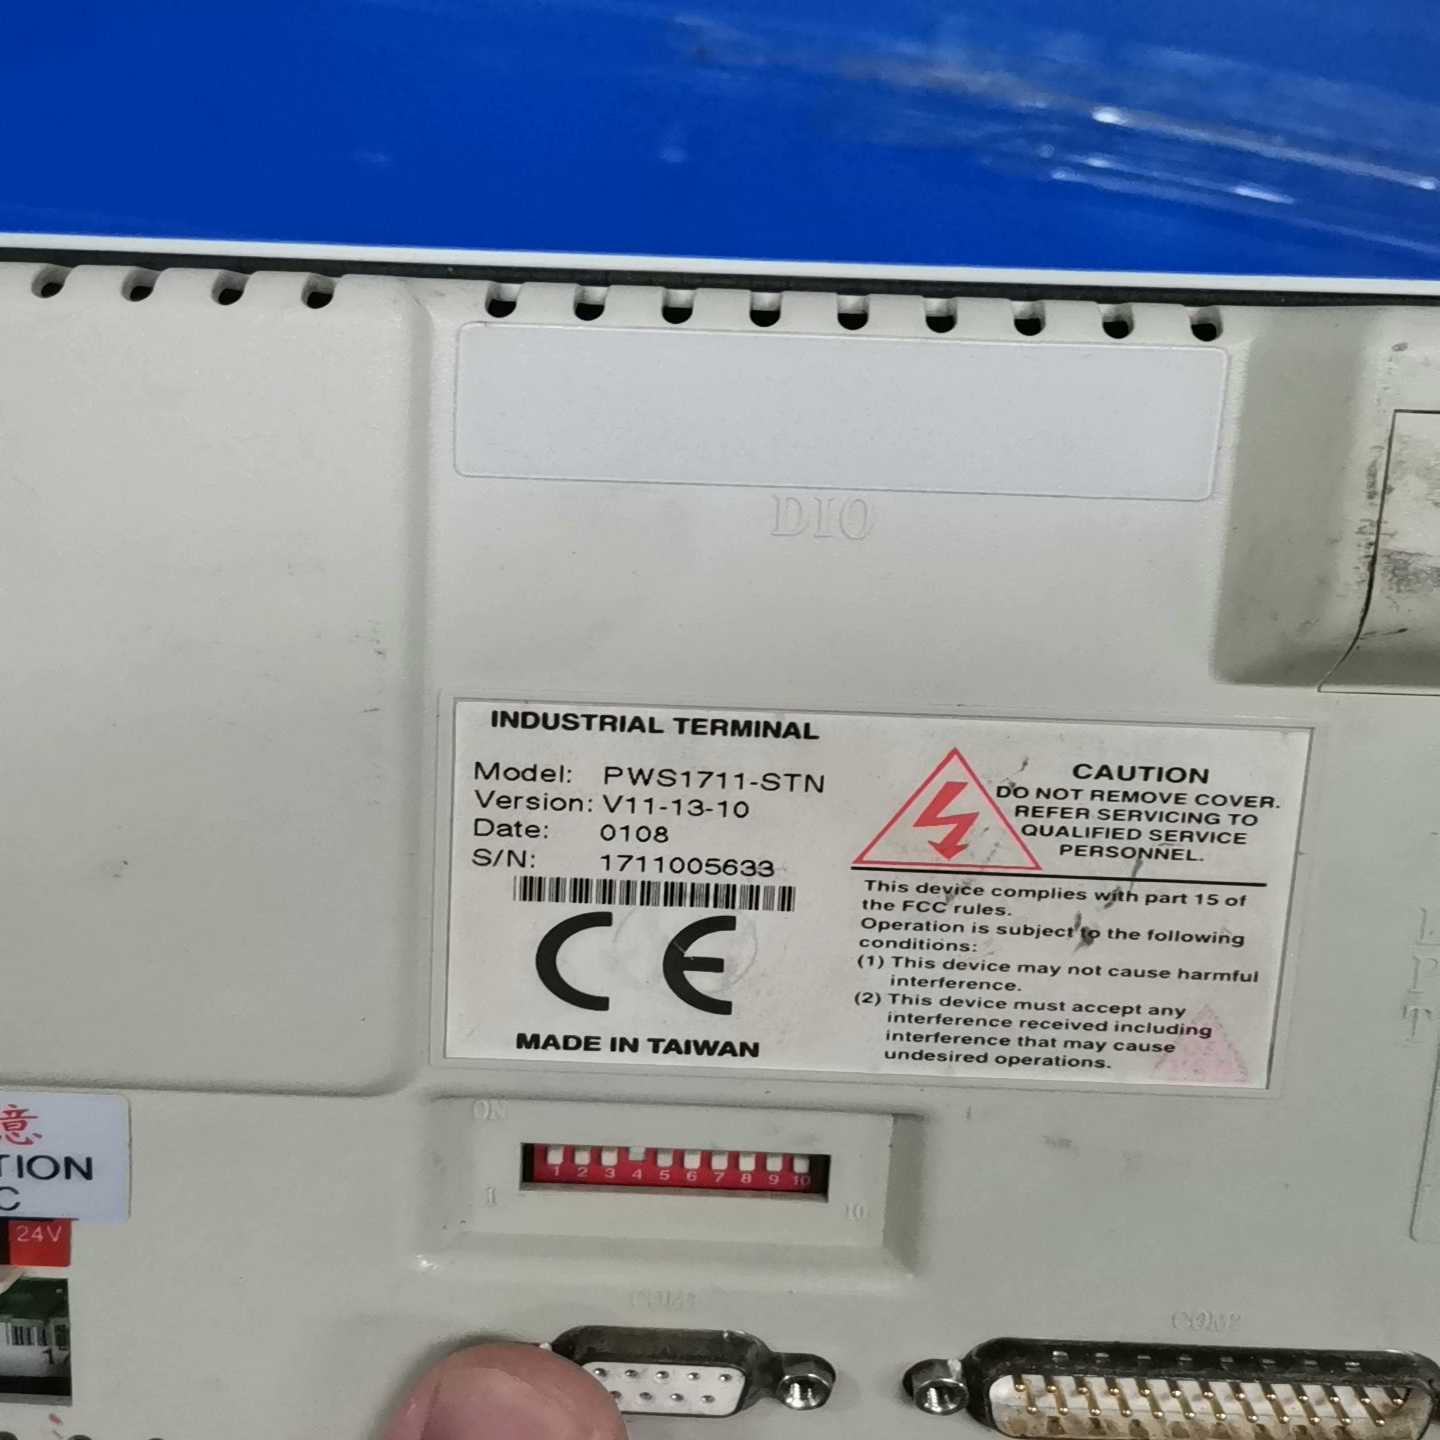 DIO
INDUSTRIAL TERMINAL
Model: PWS1711-STN
Version: V11-13-10
Date: 0108
S/N: 1711005633
CE
MADE IN TAIWAN
CAUTION
DO NOT REMOVE COVER.
REFER SERVICING TO
QUALIFIED SERVICE
PERSONNEL.
This device complies with part 15 of
the FCC rules.
Operation is subject to the following
conditions:
(1) This device may not cause harmful
interference.
(2) This device must accept any
interference received including
interference that may cause
undesired operations.
LPT
意
TION
C
24V
ON
1 2 3 4 5 6 7 8 9 10
1 10
COM1
COM2